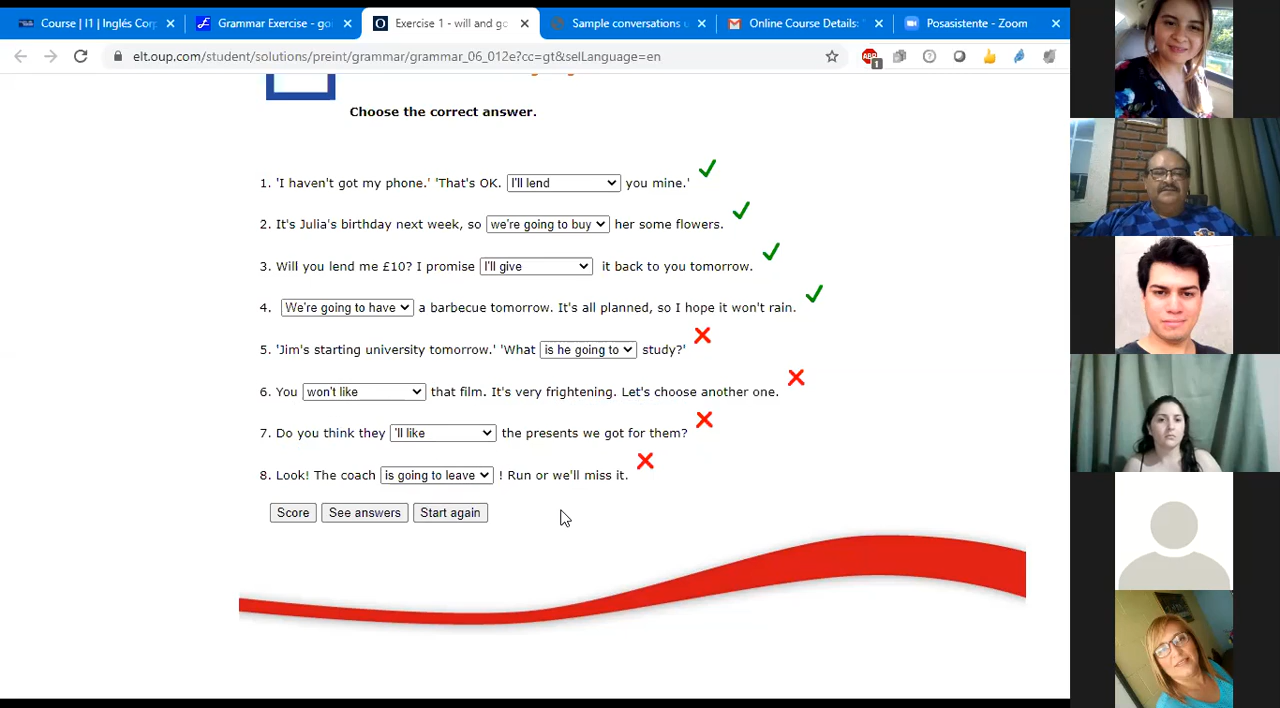 Course | I1 | Inglés Corp
Grammar Exercise - goi
Exercise 1 - will and go
Sample conversations u
Online Course Details:
Posasistente - Zoom
elt.oup.com/student/solutions/preint/grammar/grammar_06_012e?cc=gt&selLanguage=en
ABP
1
Choose the correct answer.
1. 'I haven't got my phone.' 'That's OK. I'll lend you mine.'
2. It's Julia's birthday next week, so we're going to buy her some flowers.
3. Will you lend me £10? I promise I'll give it back to you tomorrow.
4. We're going to have a barbecue tomorrow. It's all planned, so I hope it won't rain.
5. 'Jim's starting university tomorrow.' 'What is he going to study?'
6. You won't like that film. It's very frightening. Let's choose another one.
7. Do you think they 'll like the presents we got for them?
8. Look! The coach is going to leave ! Run or we'll miss it.
Score See answers Start again